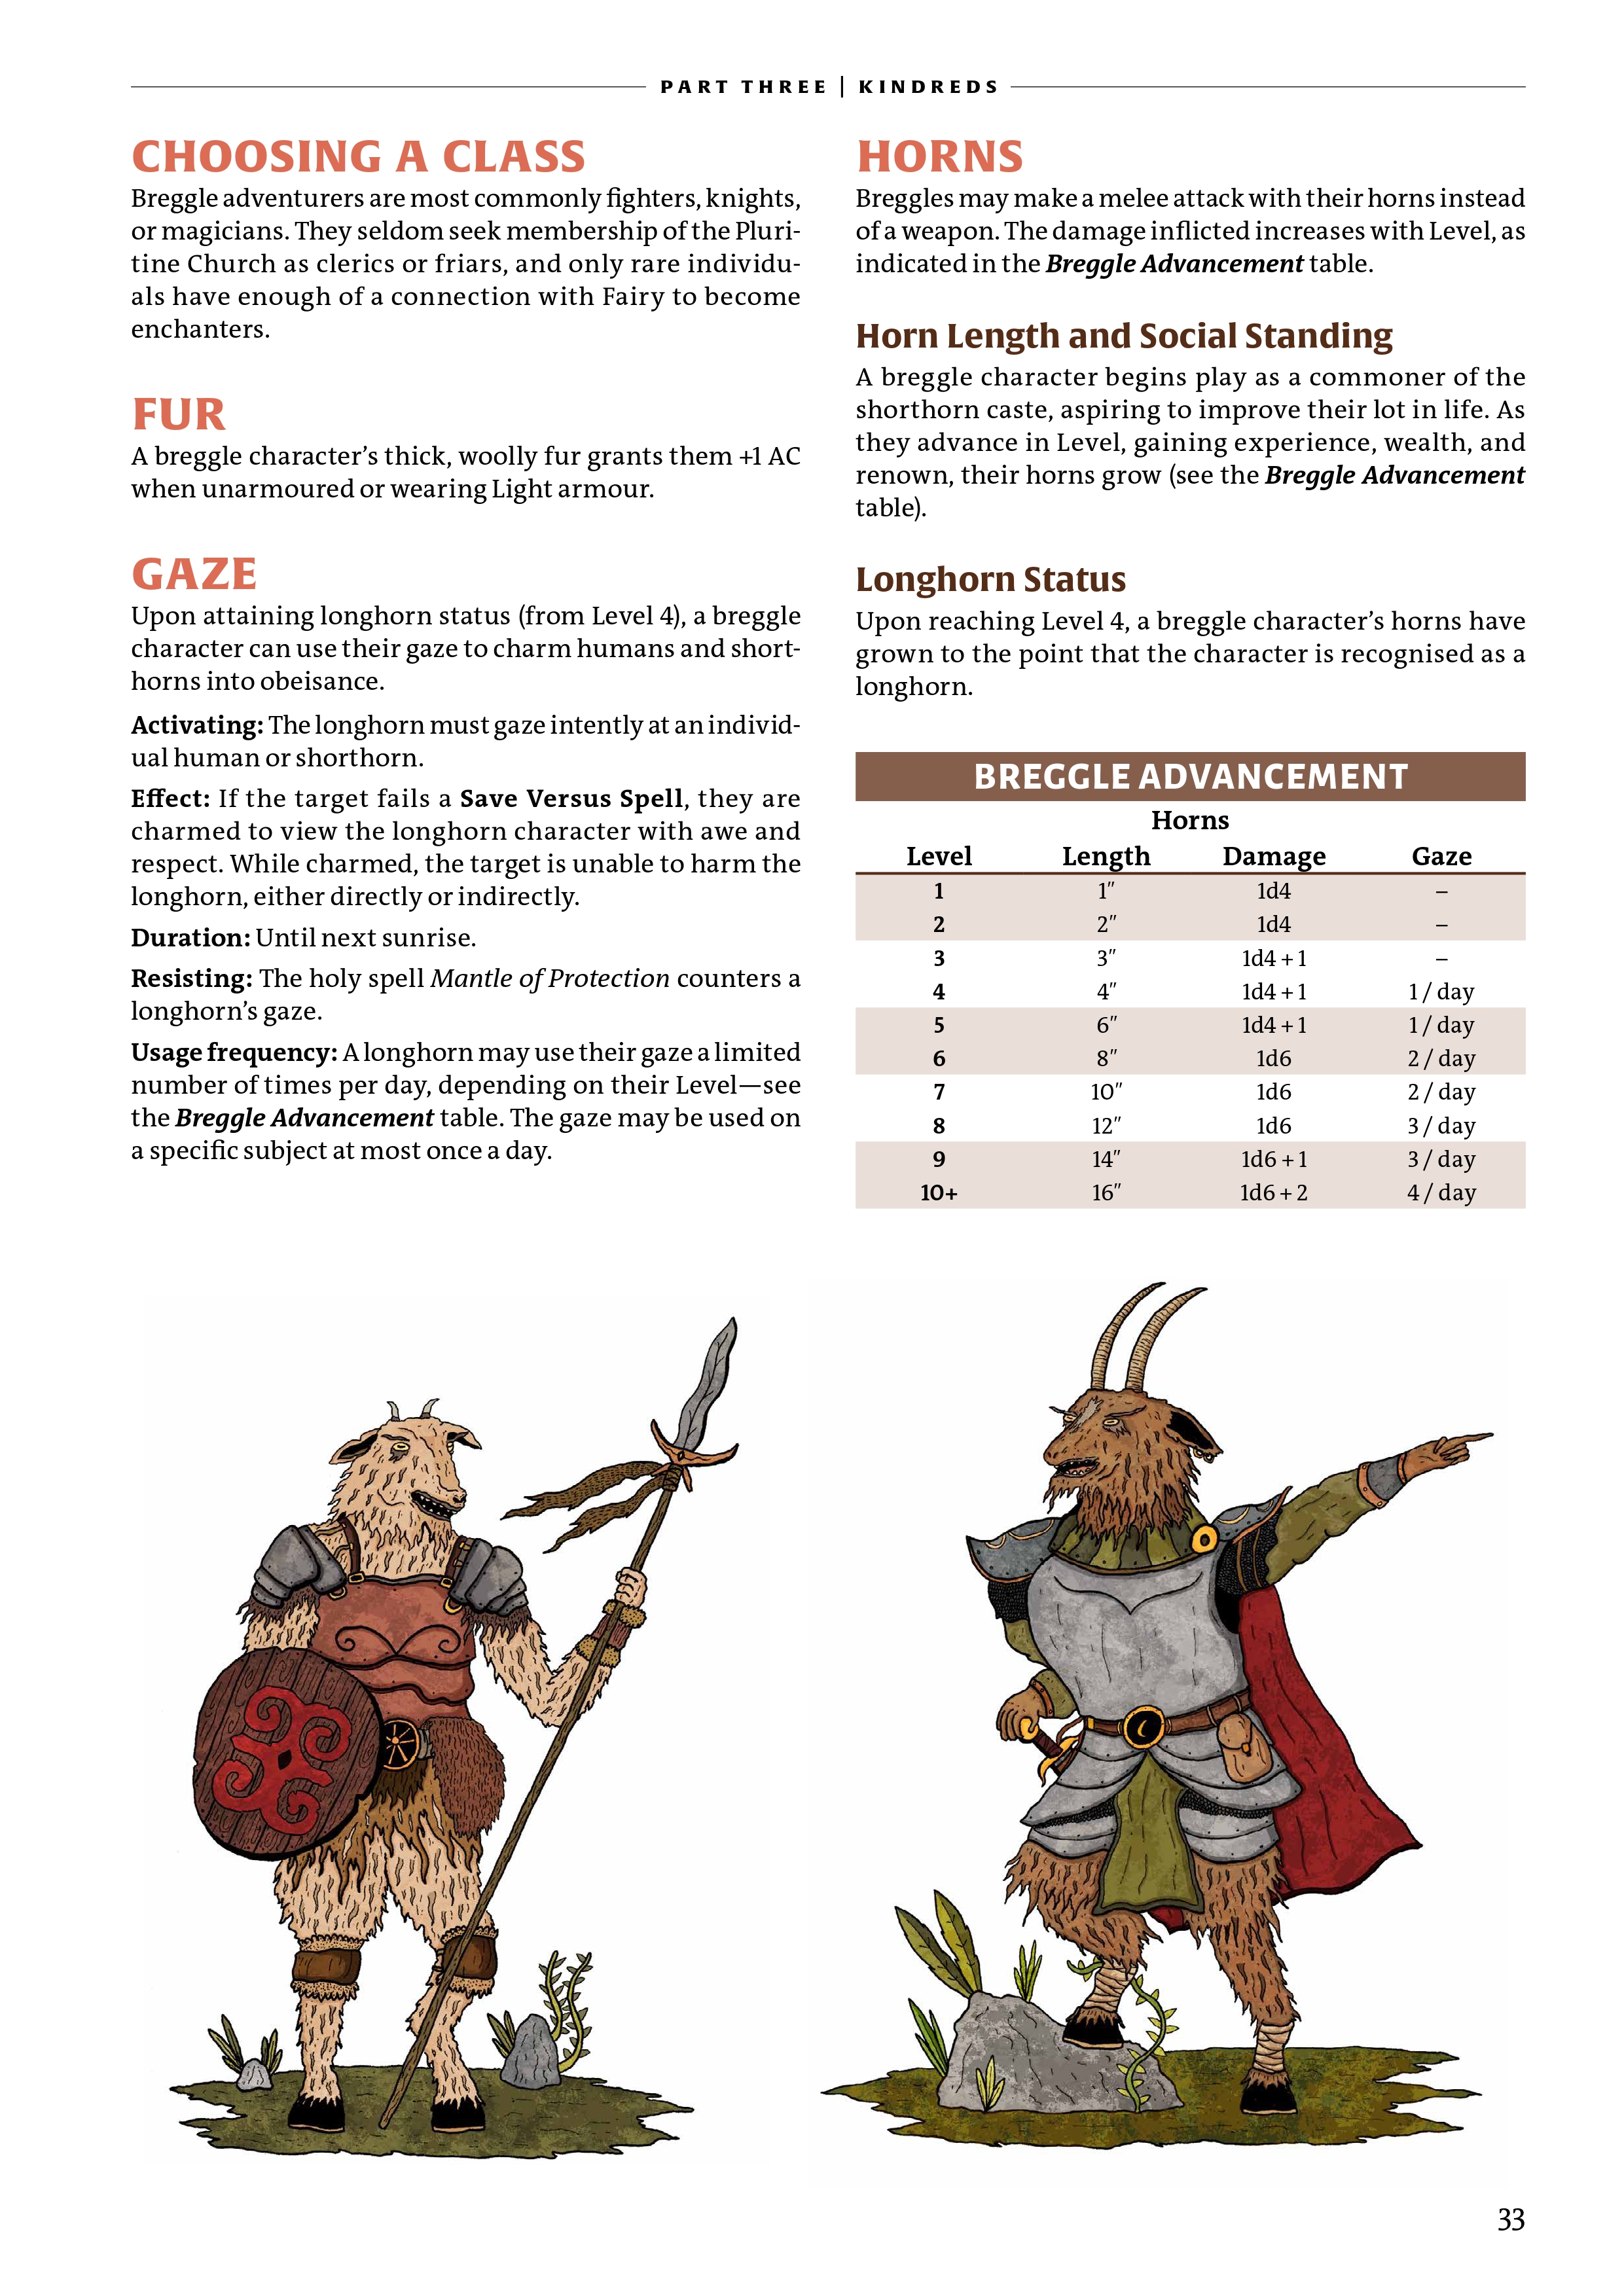 PART THREE | KINDREDS
CHOOSING A CLASS
Breggle adventurers are most commonly fighters, knights,
or magicians. They seldom seek membership of the Pluri-
tine Church as clerics or friars, and only rare individu-
als have enough of a connection with Fairy to become
enchanters.
FUR
A breggle character’s thick, woolly fur grants them +1 AC
when unarmoured or wearing Light armour.
GAZE
Upon attaining longhorn status (from Level 4), a breggle
character can use their gaze to charm humans and short-
horns into obeisance.
Activating: The longhorn must gaze intently at an individ-
ual human or shorthorn.
Effect: If the target fails a Save Versus Spell, they are
charmed to view the longhorn character with awe and
respect. While charmed, the target is unable to harm the
longhorn, either directly or indirectly.
Duration: Until next sunrise.
Resisting: The holy spell Mantle of Protection counters a
longhorn’s gaze.
Usage frequency: A longhorn may use their gaze a limited
number of times per day, depending on their Level—see
the Breggle Advancement table. The gaze may be used on
a specific subject at most once a day.
HORNS
Breggles may make a melee attack with their horns instead
of a weapon. The damage inflicted increases with Level, as
indicated in the Breggle Advancement table.
Horn Length and Social Standing
A breggle character begins play as a commoner of the
shorthorn caste, aspiring to improve their lot in life. As
they advance in Level, gaining experience, wealth, and
renown, their horns grow (see the Breggle Advancement
table).
Longhorn Status
Upon reaching Level 4, a breggle character’s horns have
grown to the point that the character is recognised as a
longhorn.
BREGGLE ADVANCEMENT
Horns
Level Length Damage Gaze
1 1″ 1d4 –
2 2″ 1d4 –
3 3″ 1d4 + 1 –
4 4″ 1d4 + 1 1 / day
5 6″ 1d4 + 1 1 / day
6 8″ 1d6 2 / day
7 10″ 1d6 2 / day
8 12″ 1d6 3 / day
9 14″ 1d6 + 1 3 / day
10+ 16″ 1d6 + 2 4 / day
33